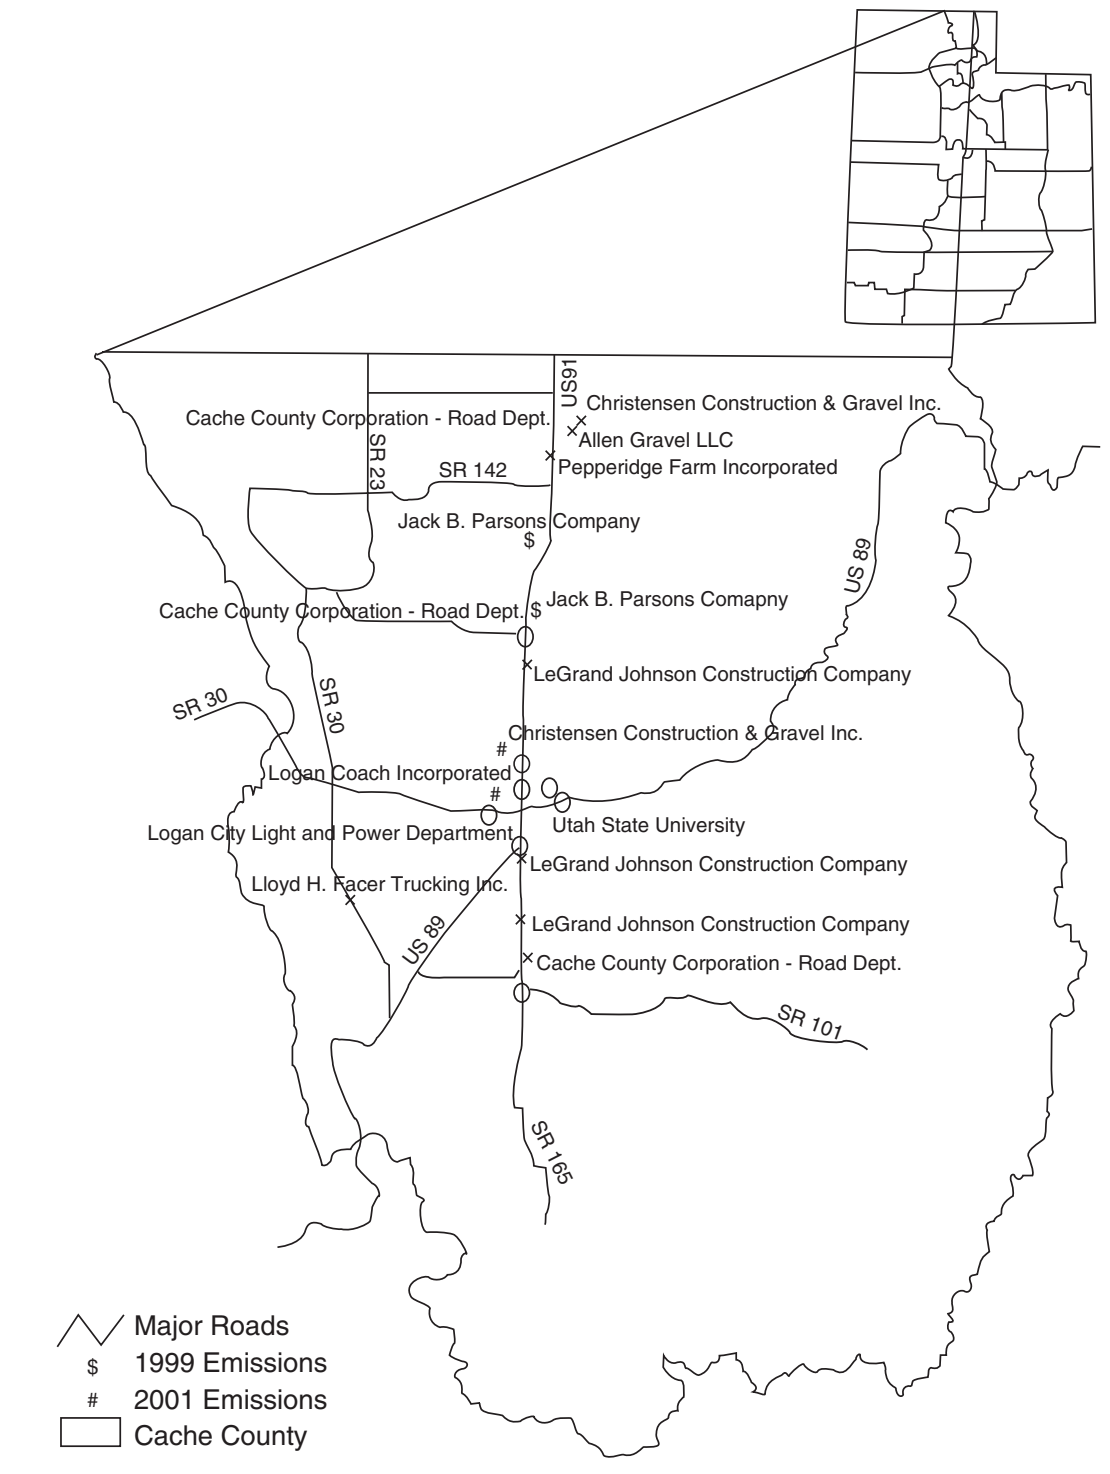 US91
Christensen Construction & Gravel Inc.
Cache County Corporation - Road Dept.
Allen Gravel LLC
SR 23
Pepperidge Farm Incorporated
SR 142
Jack B. Parsons Company
$
US 89
Jack B. Parsons Comapny
Cache County Corporation - Road Dept. $
LeGrand Johnson Construction Company
SR 30
SR 30
Christensen Construction & Gravel Inc.
#
Logan Coach Incorporated
#
Utah State University
Logan City Light and Power Department
LeGrand Johnson Construction Company
Lloyd H. Facer Trucking Inc.
LeGrand Johnson Construction Company
US 89
Cache County Corporation - Road Dept.
SR 101
SR 165
Major Roads
$ 1999 Emissions
# 2001 Emissions
Cache County